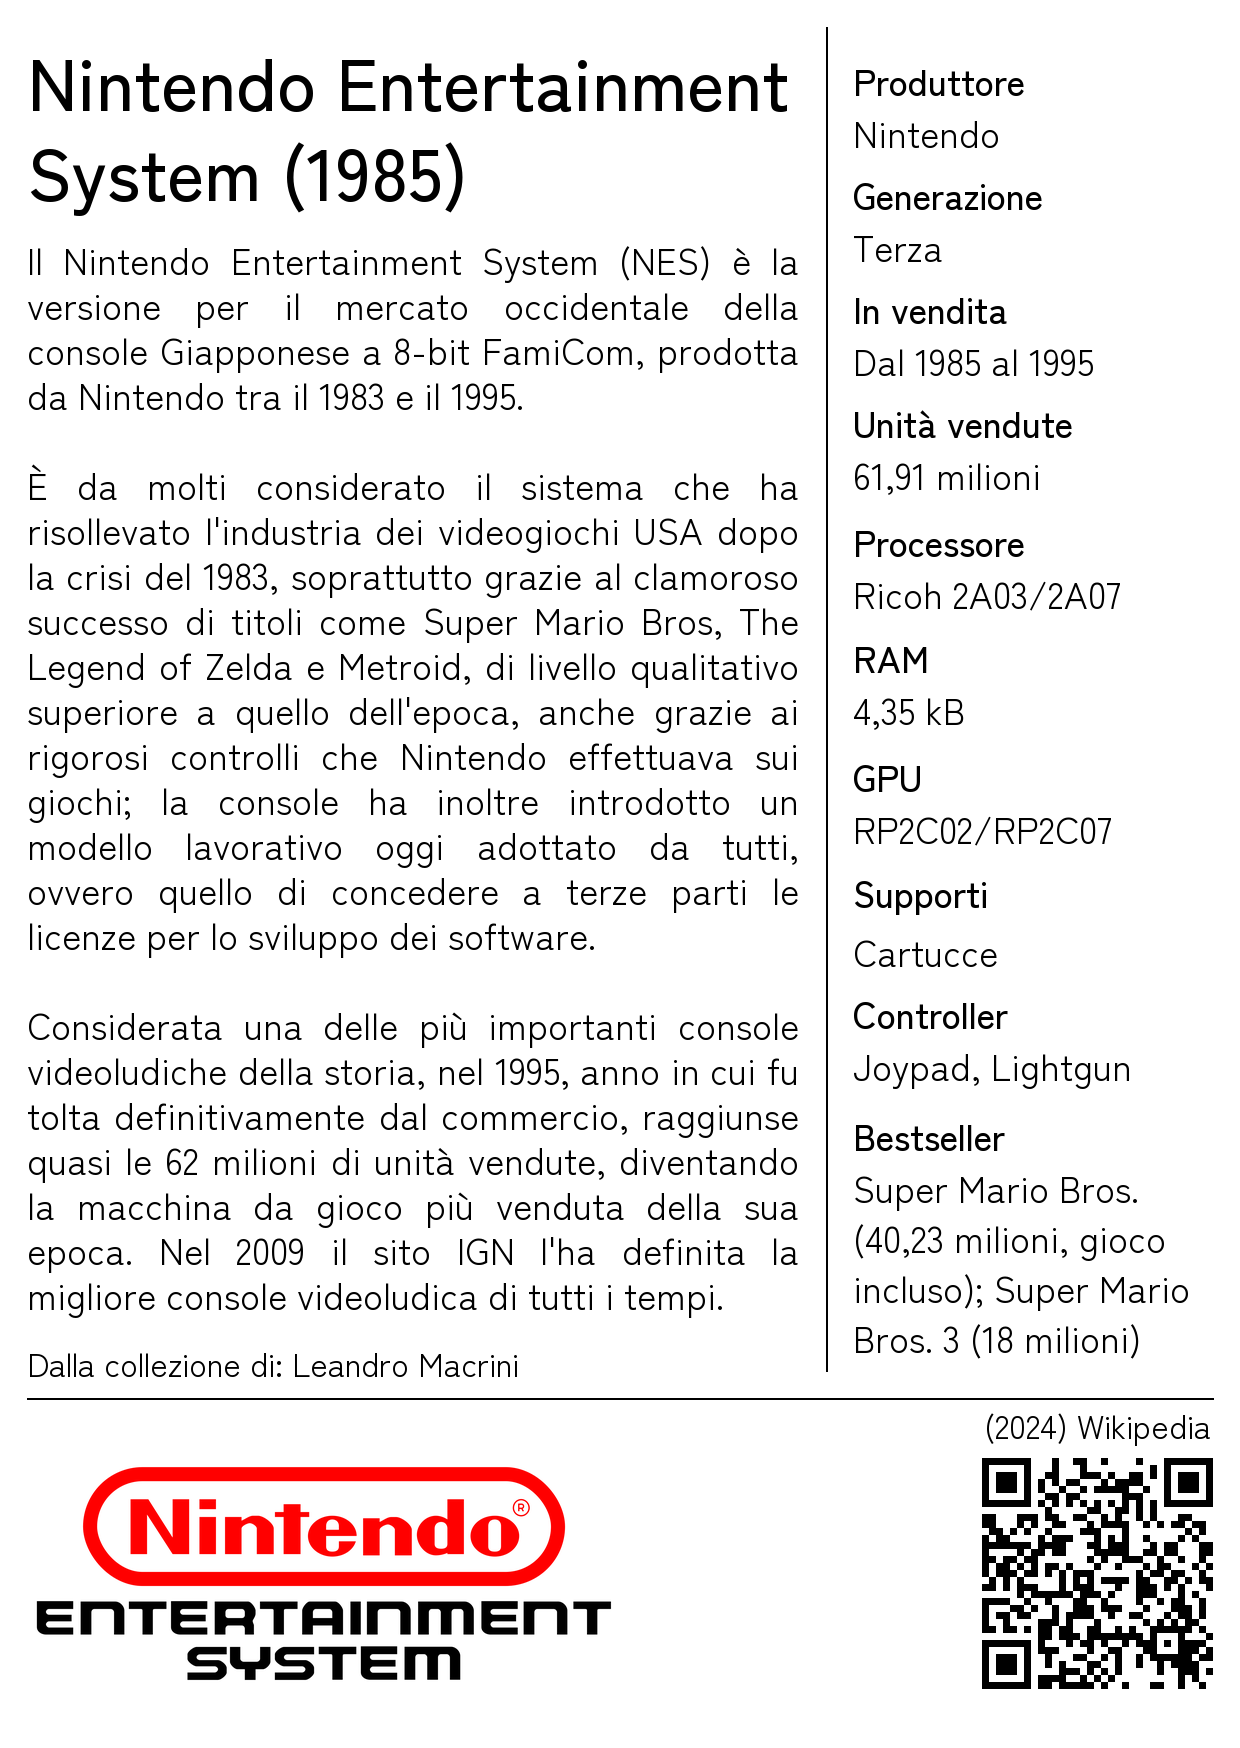 Nintendo Entertainment
System (1985)
Il Nintendo Entertainment System (NES) è la
versione per il mercato occidentale della
console Giapponese a 8-bit FamiCom, prodotta
da Nintendo tra il 1983 e il 1995.
È da molti considerato il sistema che ha
risollevato l'industria dei videogiochi USA dopo
la crisi del 1983, soprattutto grazie al clamoroso
successo di titoli come Super Mario Bros, The
Legend of Zelda e Metroid, di livello qualitativo
superiore a quello dell'epoca, anche grazie ai
rigorosi controlli che Nintendo effettuava sui
giochi; la console ha inoltre introdotto un
modello lavorativo oggi adottato da tutti,
ovvero quello di concedere a terze parti le
licenze per lo sviluppo dei software.
Considerata una delle più importanti console
videoludiche della storia, nel 1995, anno in cui fu
tolta definitivamente dal commercio, raggiunse
quasi le 62 milioni di unità vendute, diventando
la macchina da gioco più venduta della sua
epoca. Nel 2009 il sito IGN l'ha definita la
migliore console videoludica di tutti i tempi.
Dalla collezione di: Leandro Macrini
Produttore
Nintendo
Generazione
Terza
In vendita
Dal 1985 al 1995
Unità vendute
61,91 milioni
Processore
Ricoh 2A03/2A07
RAM
4,35 kB
GPU
RP2C02/RP2C07
Supporti
Cartucce
Controller
Joypad, Lightgun
Bestseller
Super Mario Bros.
(40,23 milioni, gioco
incluso); Super Mario
Bros. 3 (18 milioni)
(2024) Wikipedia
Nintendo®
ENTERTAINMENT
SYSTEM